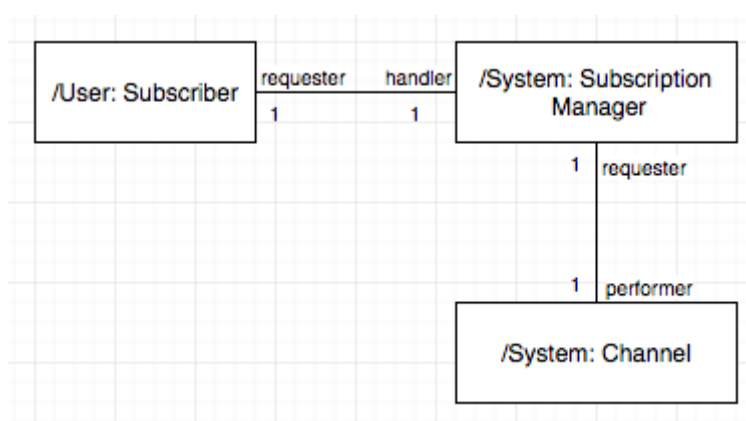 /User: Subscriber
requester
handler
1
1
/System: Subscription
Manager
1
requester
1
performer
/System: Channel